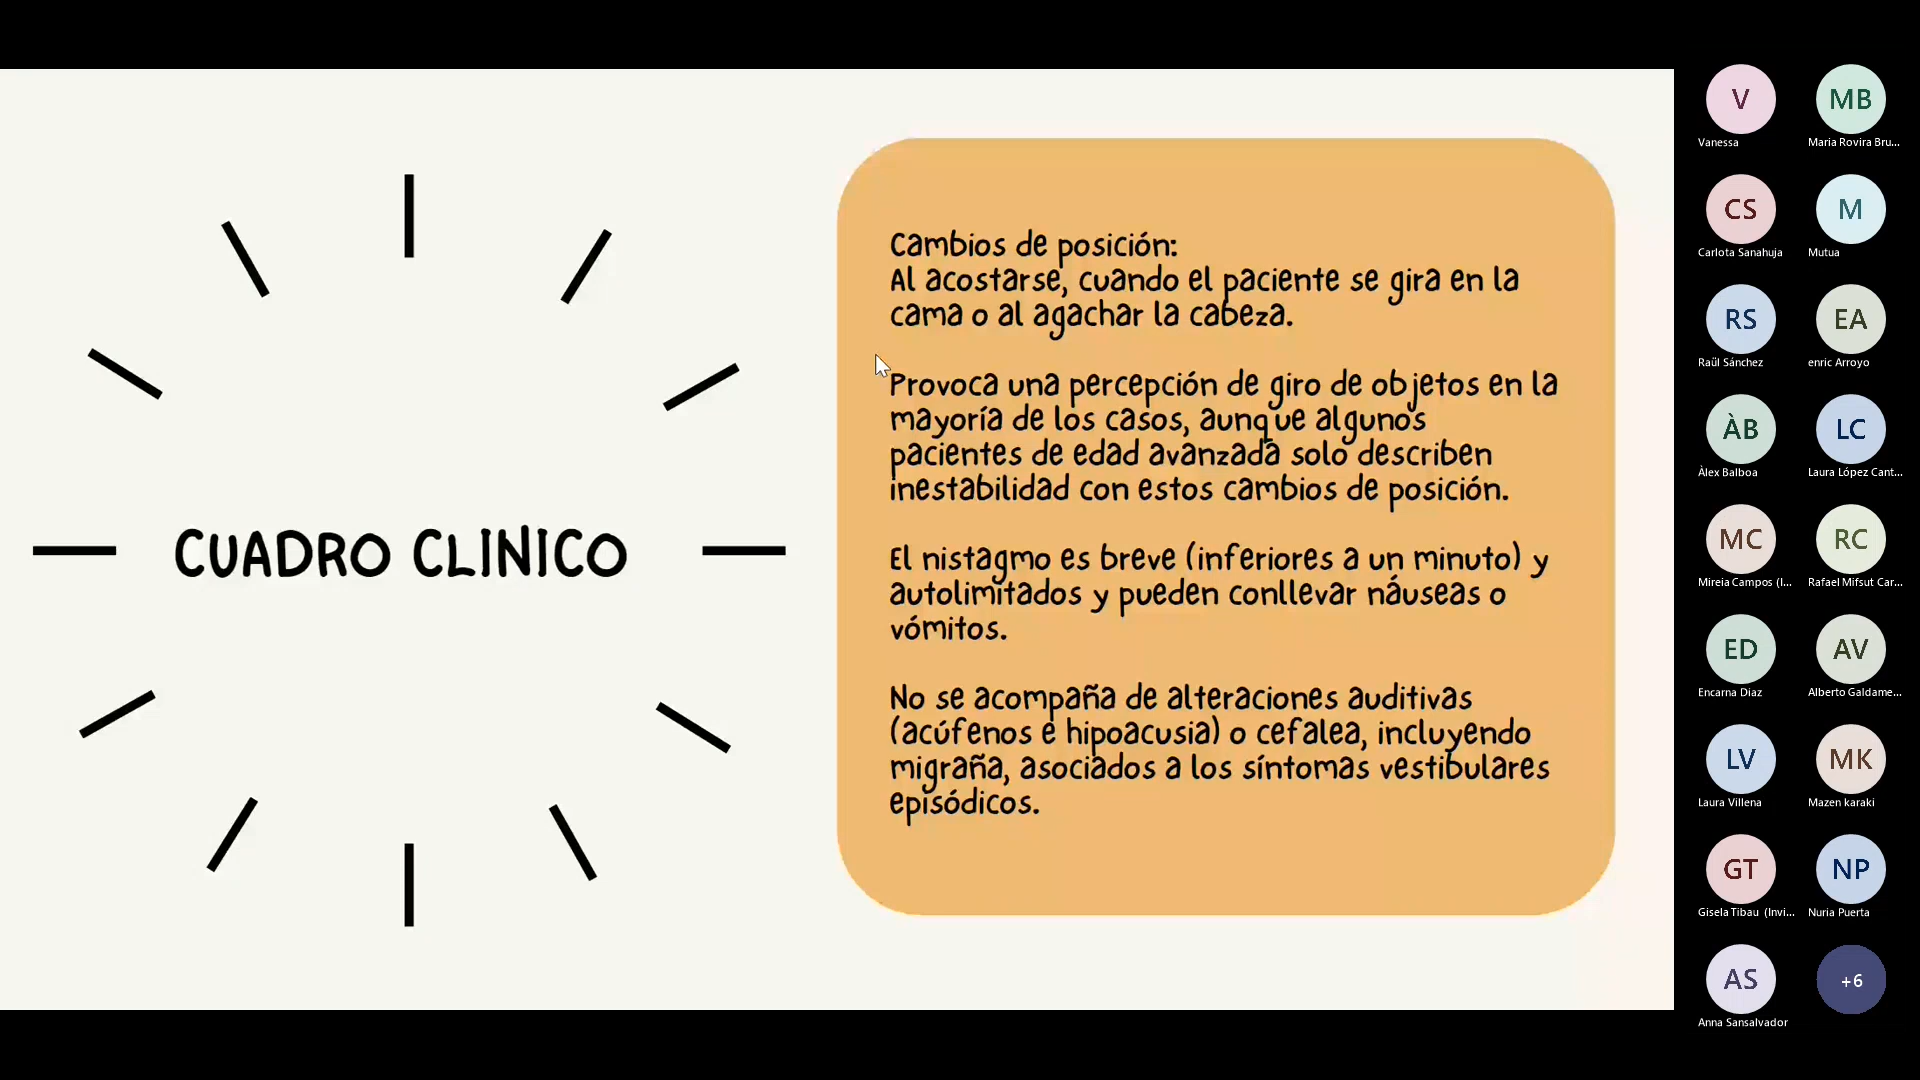 CUADRO CLINICO
Cambios de posición:
Al acostarse, cuando el paciente se gira en la
cama o al agachar la cabeza.
Provoca una percepción de giro de objetos en la
mayoría de los casos, aunque algunos
pacientes de edad avanzada solo describen
inestabilidad con estos cambios de posición.
El nistagmo es breve (inferiores a un minuto) y
autolimitados y pueden conllevar náuseas o
vómitos.
No se acompaña de alteraciones auditivas
(acúfenos e hipoacusia) o cefalea, incluyendo
migraña, asociados a los síntomas vestibulares
episódicos.
V MB
Vanessa Maria Rovira Bru...
CS M
Carlota Sanahuja Mutua
RS EA
Raül Sánchez enric Arroyo
ÀB LC
Àlex Balboa Laura López Cant...
MC RC
Mireia Campos (I... Rafael Mifsut Car...
ED AV
Encarna Diaz Alberto Galdame...
LV MK
Laura Villena Mazen karaki
GT NP
Gisela Tibau (Invi... Nuria Puerta
AS +6
Anna Sansalvador